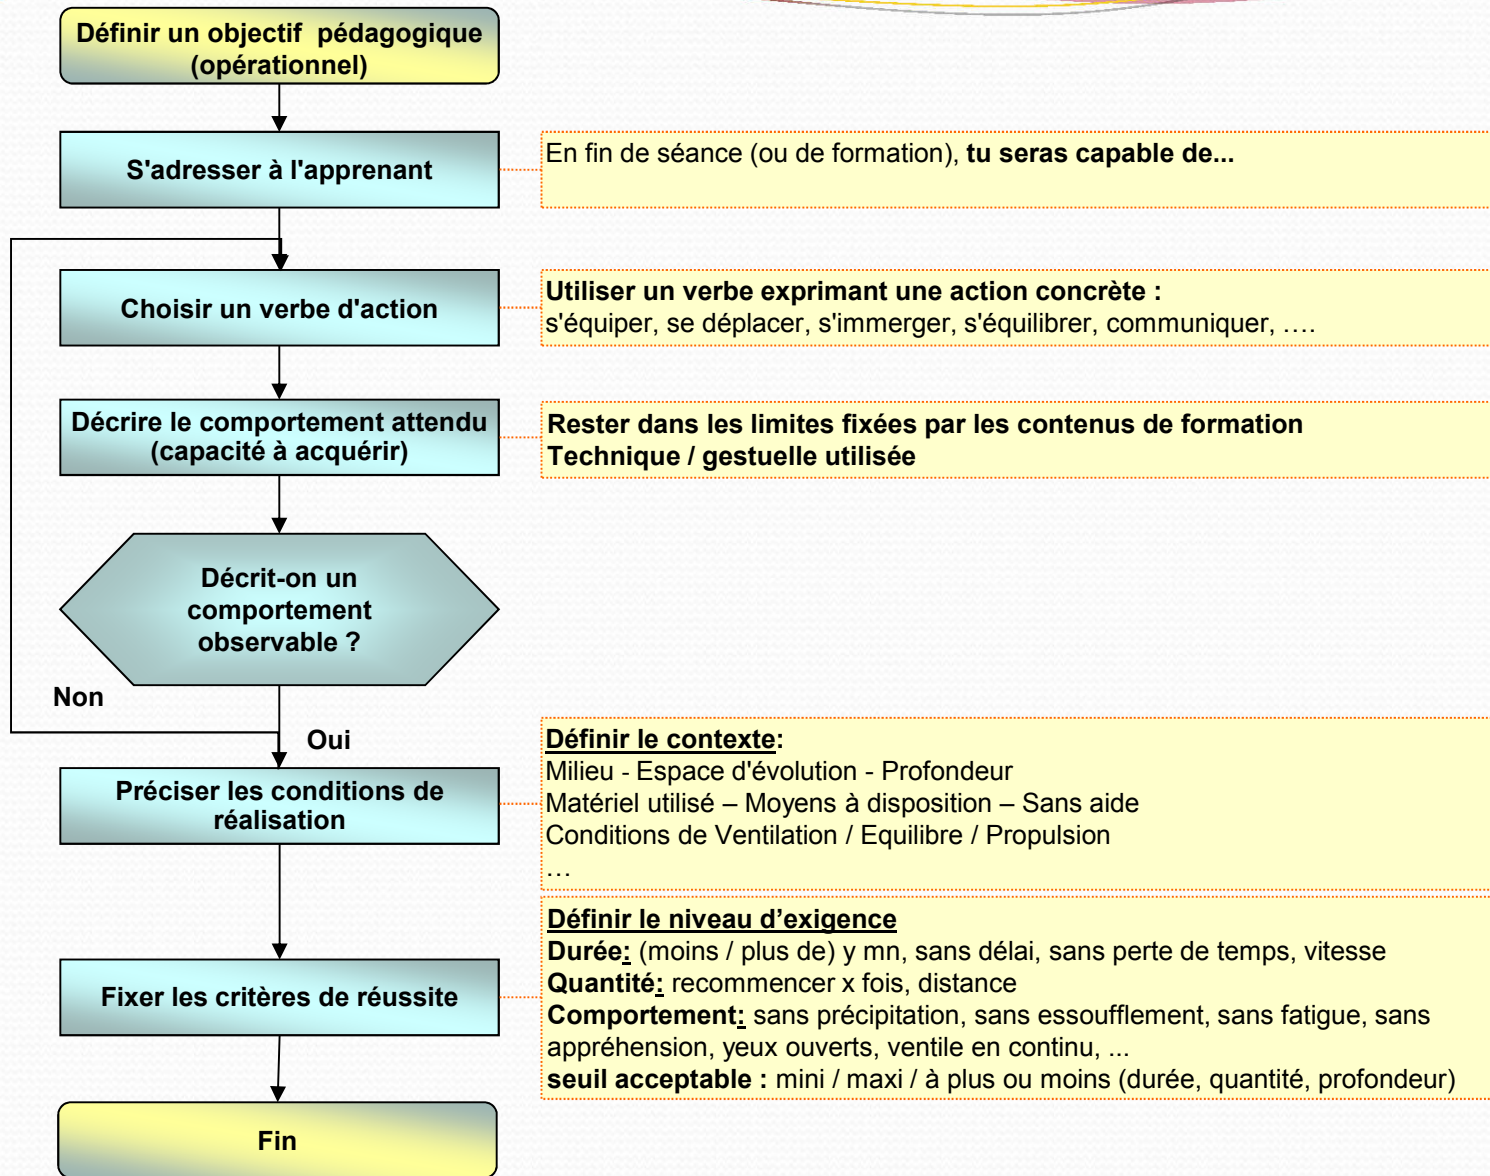 Définir un objectif pédagogique
(opérationnel)
S'adresser à l'apprenant
En fin de séance (ou de formation), tu seras capable de...
Choisir un verbe d'action
Utiliser un verbe exprimant une action concrète :
s'équiper, se déplacer, s'immerger, s'équilibrer, communiquer, ….
Décrire le comportement attendu
(capacité à acquérir)
Rester dans les limites fixées par les contenus de formation
Technique / gestuelle utilisée
Décrit-on un
comportement
observable ?
Non
Oui
Préciser les conditions de
réalisation
Définir le contexte:
Milieu - Espace d'évolution - Profondeur
Matériel utilisé – Moyens à disposition – Sans aide
Conditions de Ventilation / Equilibre / Propulsion
…
Fixer les critères de réussite
Définir le niveau d’exigence
Durée: (moins / plus de) y mn, sans délai, sans perte de temps, vitesse
Quantité: recommencer x fois, distance
Comportement: sans précipitation, sans essoufflement, sans fatigue, sans
appréhension, yeux ouverts, ventile en continu, ...
seuil acceptable : mini / maxi / à plus ou moins (durée, quantité, profondeur)
Fin